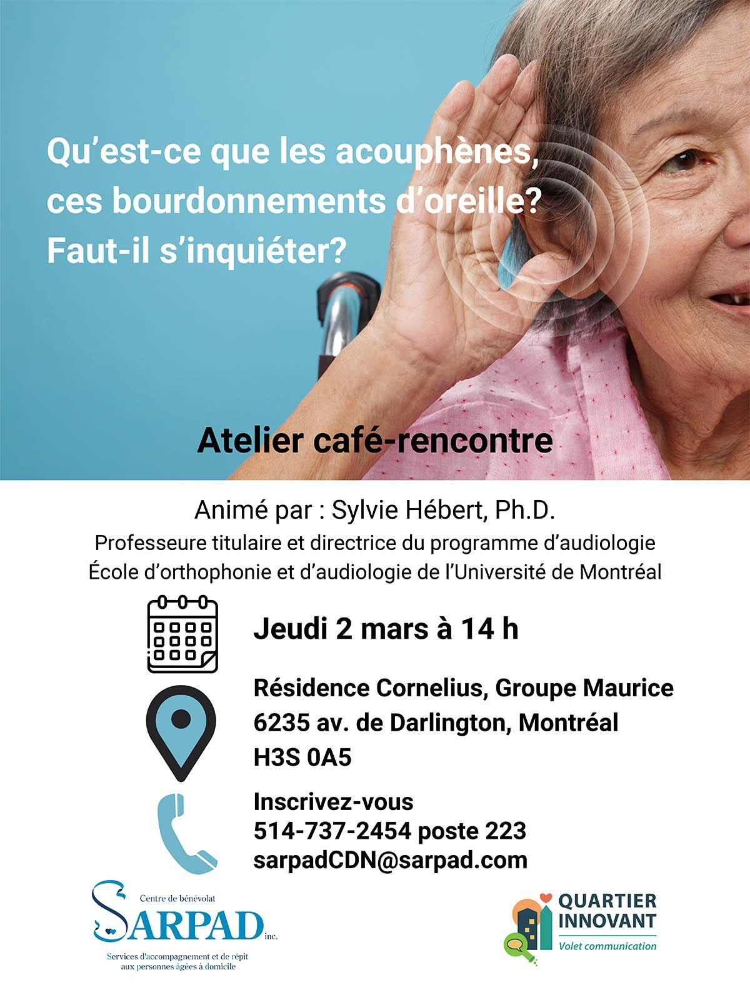 Qu’est-ce que les acouphènes,
ces bourdonnements d’oreille?
Faut-il s’inquiéter?
Atelier café-rencontre
Animé par : Sylvie Hébert, Ph.D.
Professeure titulaire et directrice du programme d’audiologie
École d’orthophonie et d’audiologie de l’Université de Montréal
Jeudi 2 mars à 14 h
Résidence Cornelius, Groupe Maurice
6235 av. de Darlington, Montréal
H3S 0A5
Inscrivez-vous
514-737-2454 poste 223
sarpadCDN@sarpad.com
Centre de bénévolat
SARPAD inc.
Services d'accompagnement et de répit
aux personnes âgées à domicile
QUARTIER
INNOVANT
Volet communication